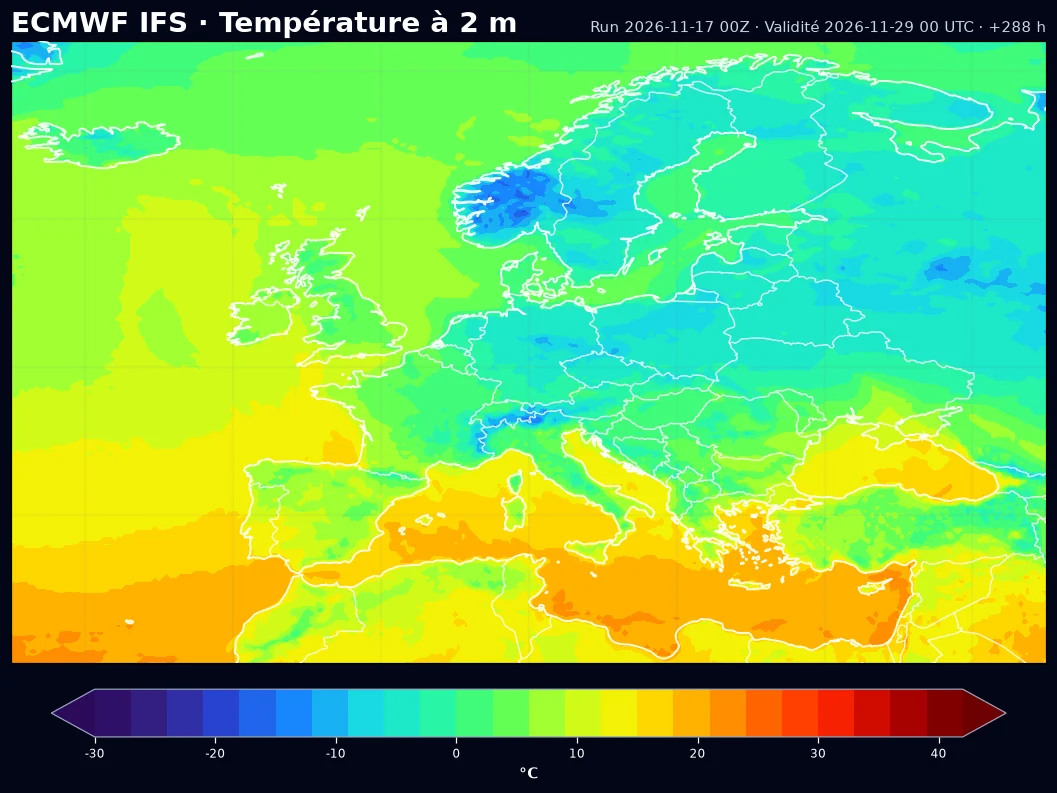 ECMWF IFS · Température à 2 m
Run 2026-11-17 00Z · Validité 2026-11-29 00 UTC · +288 h
-30 -20 -10 0 10 20 30 40
°C